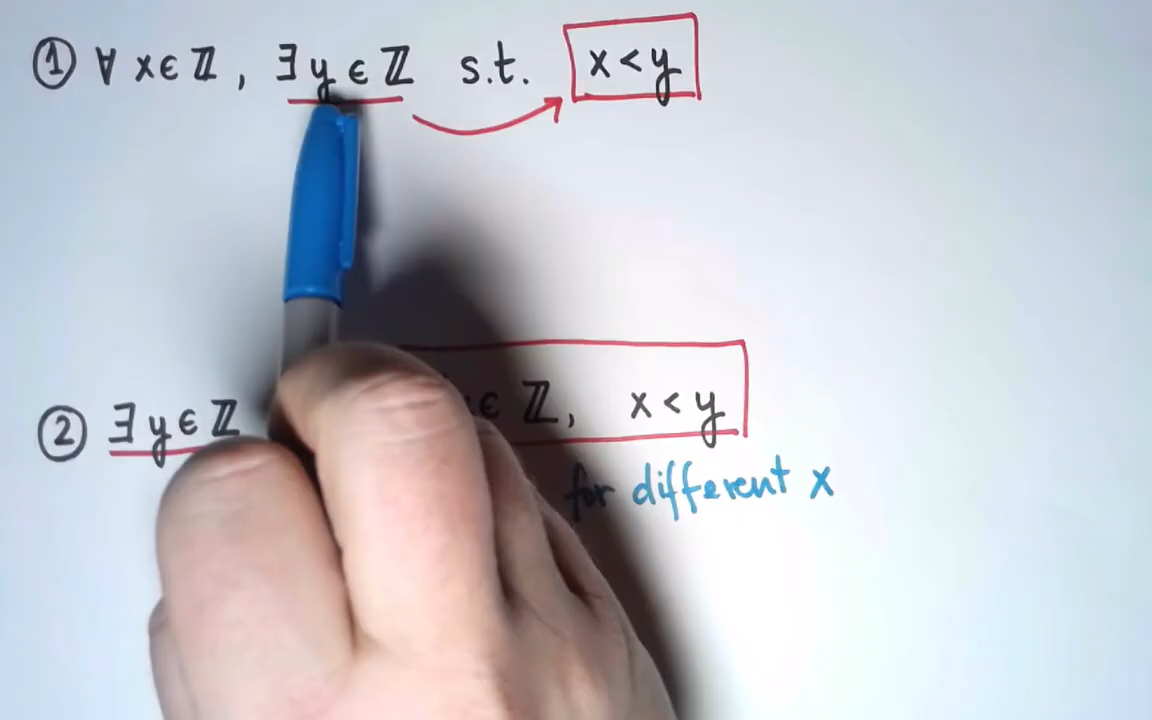 ① ∀ x ∈ ℤ , ∃ y ∈ ℤ s.t. x < y
② ∃ y ∈ ℤ ∈ ℤ, x < y
for different x